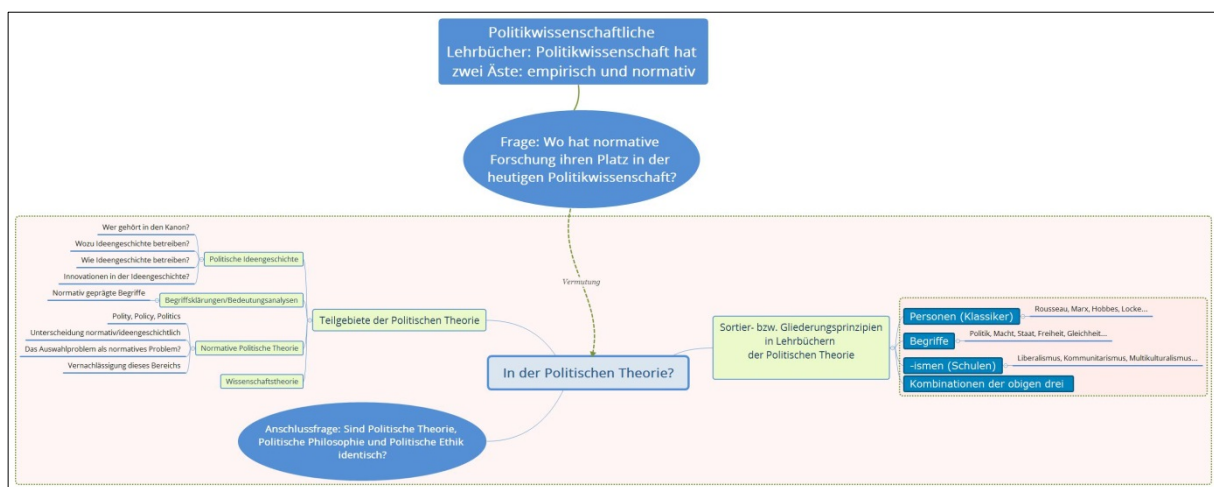 Politikwissenschaftliche
Lehrbücher: Politikwissenschaft hat
zwei Äste: empirisch und normativ
Frage: Wo hat normative
Forschung ihren Platz in der
heutigen Politikwissenschaft?
Vermutung
Wer gehört in den Kanon?
Wozu Ideengeschichte betreiben?
Wie Ideengeschichte betreiben?
Innovationen in der Ideengeschichte?
Politische Ideengeschichte
Normativ geprägte Begriffe
Begriffsklärungen/Bedeutungsanalysen
Polity, Policy, Politics
Unterscheidung normativ/ideengeschichtlich
Das Auswahlproblem als normatives Problem?
Vernachlässigung dieses Bereichs
Normative Politische Theorie
Wissenschaftstheorie
Teilgebiete der Politischen Theorie
In der Politischen Theorie?
Anschlussfrage: Sind Politische Theorie,
Politische Philosophie und Politische Ethik
identisch?
Sortier- bzw. Gliederungsprinzipien
in Lehrbüchern
der Politischen Theorie
Personen (Klassiker)
Rousseau, Marx, Hobbes, Locke...
Begriffe
Politik, Macht, Staat, Freiheit, Gleichheit...
-ismen (Schulen)
Liberalismus, Kommunitarismus, Multikulturalismus...
Kombinationen der obigen drei